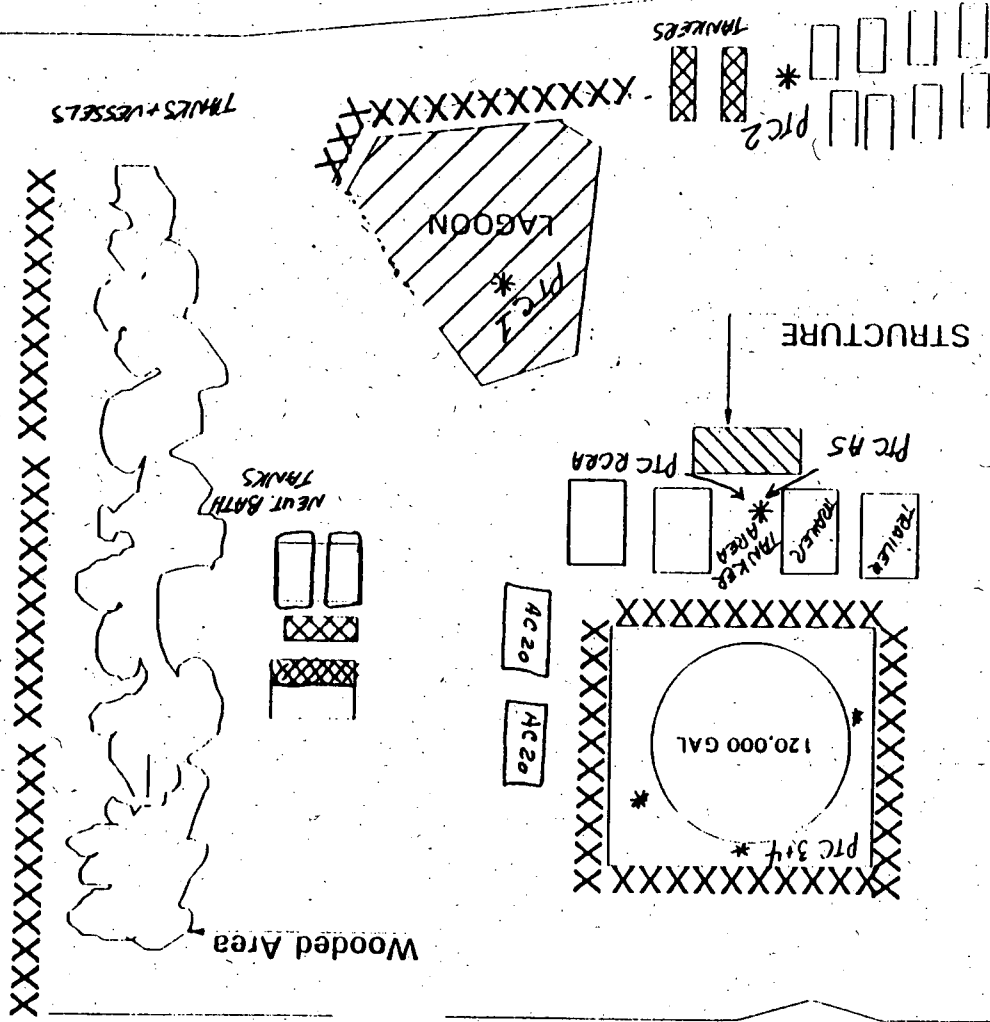 Wooded Area
PTC 3+4
120,000 GAL
AC 20
AC 20
TRAILER
TRAILER
TANKER
AREA
NEUT. BATH
TANKS
PTC AS
PTC RCRA
STRUCTURE
PTC 1
LAGOON
PTC 2
TANKS+VESSELS
TANKERS